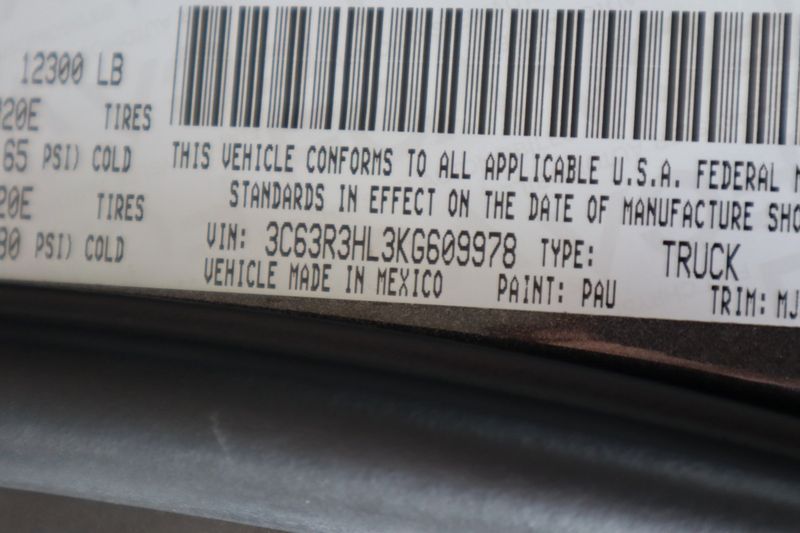 12300 LB
20E TIRES
65 PSI) COLD
20E TIRES
80 PSI) COLD
THIS VEHICLE CONFORMS TO ALL APPLICABLE U.S.A. FEDERAL M
STANDARDS IN EFFECT ON THE DATE OF MANUFACTURE SHO
VIN: 3C63R3HL3KG609978 TYPE: TRUCK
VEHICLE MADE IN MEXICO PAINT: PAU TRIM: MJ